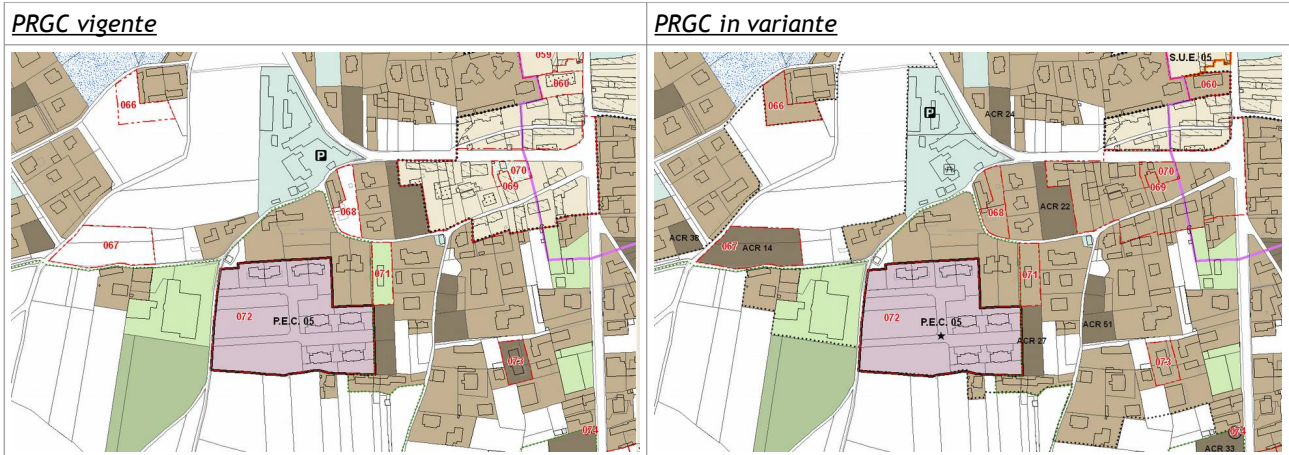 PRGC vigente
PRGC in variante
059
066
060
P
070
069
068
067
071
072
P.E.C. 05
073
074
S.U.E. 05
066
060
P
ACR 24
070
069
068
ACR 22
ACR 38
067
ACR 14
071
072
P.E.C. 05
★
ACR 51
ACR 27
073
074
ACR 33